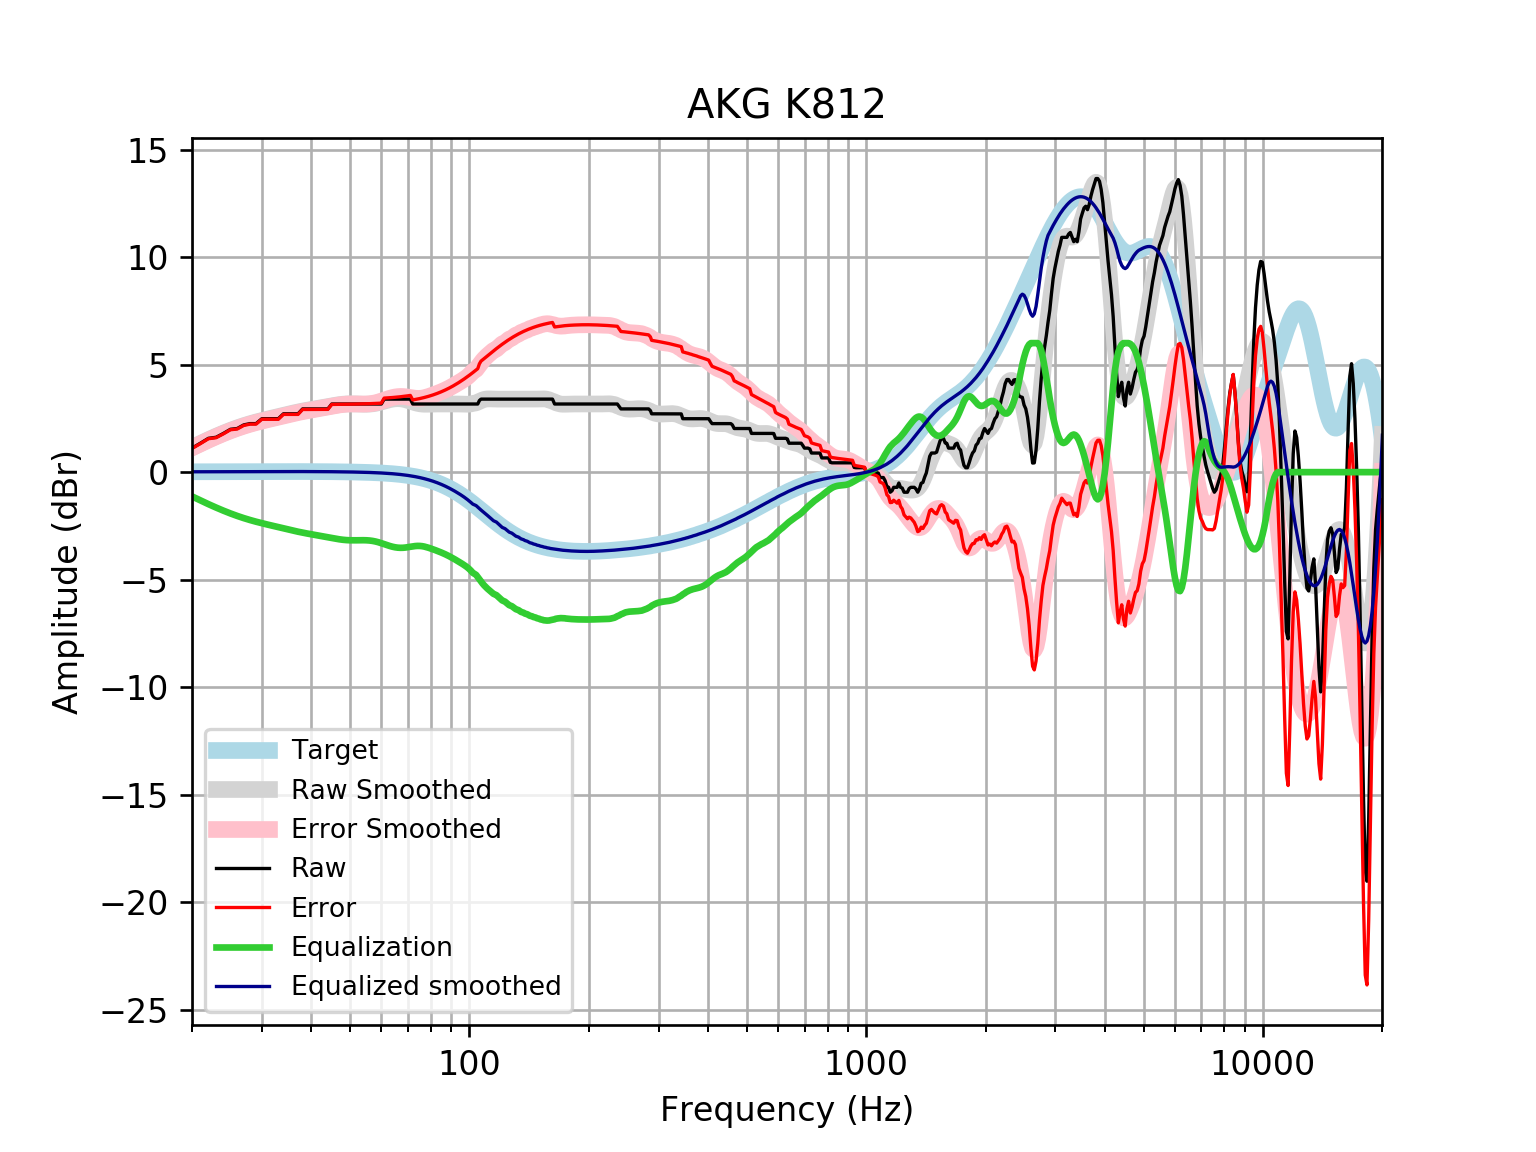 AKG K812
15
10
5
0
−5
−10
−15
−20
−25
Amplitude (dBr)
Target
Raw Smoothed
Error Smoothed
Raw
Error
Equalization
Equalized smoothed
100
1000
10000
Frequency (Hz)